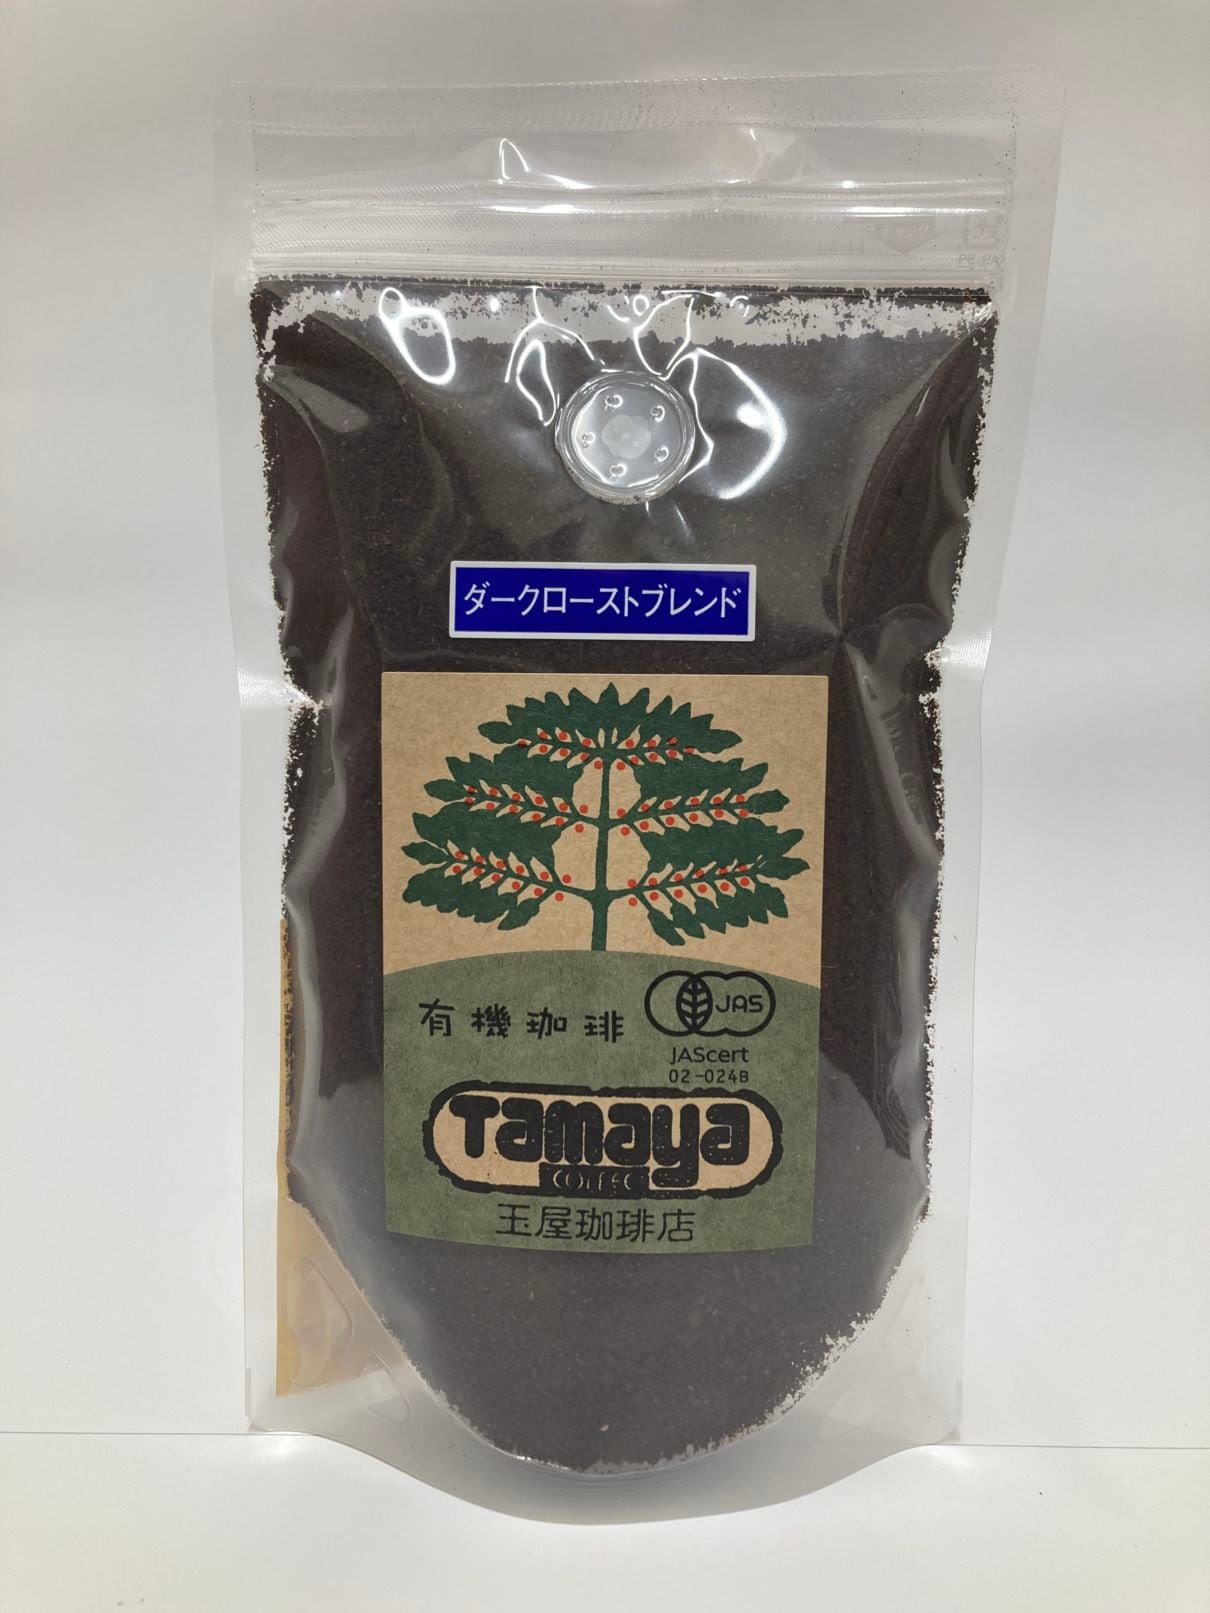 ダークローストブレンド
有機珈琲
JAS
JAScert
02-024B
Tamaya
COFFEE
玉屋珈琲店